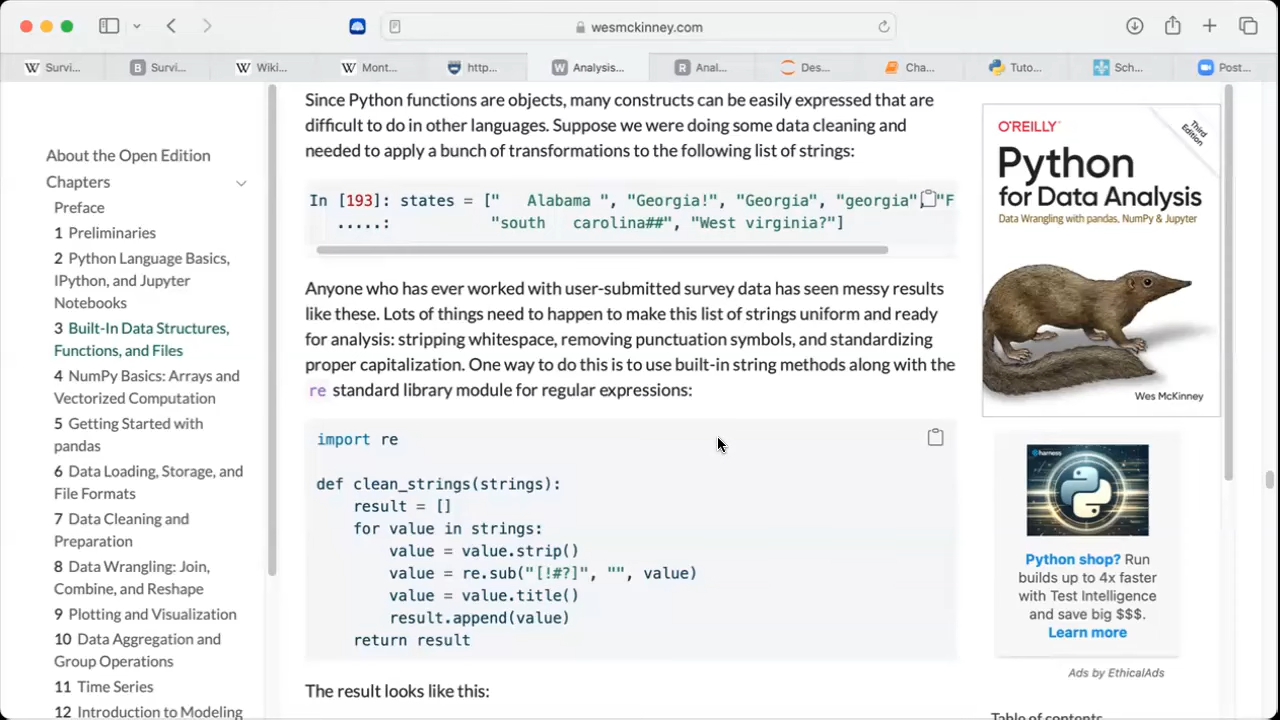 wesmckinney.com
Survi...
Survi...
Wiki...
Mont...
http...
Analysis...
Anal...
Des...
Cha...
Tuto...
Sch...
Post...
About the Open Edition
Chapters
Preface
1 Preliminaries
2 Python Language Basics,
IPython, and Jupyter
Notebooks
3 Built-In Data Structures,
Functions, and Files
4 NumPy Basics: Arrays and
Vectorized Computation
5 Getting Started with
pandas
6 Data Loading, Storage, and
File Formats
7 Data Cleaning and
Preparation
8 Data Wrangling: Join,
Combine, and Reshape
9 Plotting and Visualization
10 Data Aggregation and
Group Operations
11 Time Series
12 Introduction to Modeling
Since Python functions are objects, many constructs can be easily expressed that are
difficult to do in other languages. Suppose we were doing some data cleaning and
needed to apply a bunch of transformations to the following list of strings:
In [193]: states = ["   Alabama ", "Georgia!", "Georgia", "georgia", "F
.....:           "south   carolina##", "West virginia?"]
Anyone who has ever worked with user-submitted survey data has seen messy results
like these. Lots of things need to happen to make this list of strings uniform and ready
for analysis: stripping whitespace, removing punctuation symbols, and standardizing
proper capitalization. One way to do this is to use built-in string methods along with the
re standard library module for regular expressions:
import re
def clean_strings(strings):
    result = []
    for value in strings:
        value = value.strip()
        value = re.sub("[!#?]", "", value)
        value = value.title()
        result.append(value)
    return result
The result looks like this:
O'REILLY
Third
Edition
Python
for Data Analysis
Data Wrangling with pandas, NumPy & Jupyter
Wes McKinney
harness
Python shop? Run
builds up to 4x faster
with Test Intelligence
and save big $$$.
Learn more
Ads by EthicalAds
Table of contents